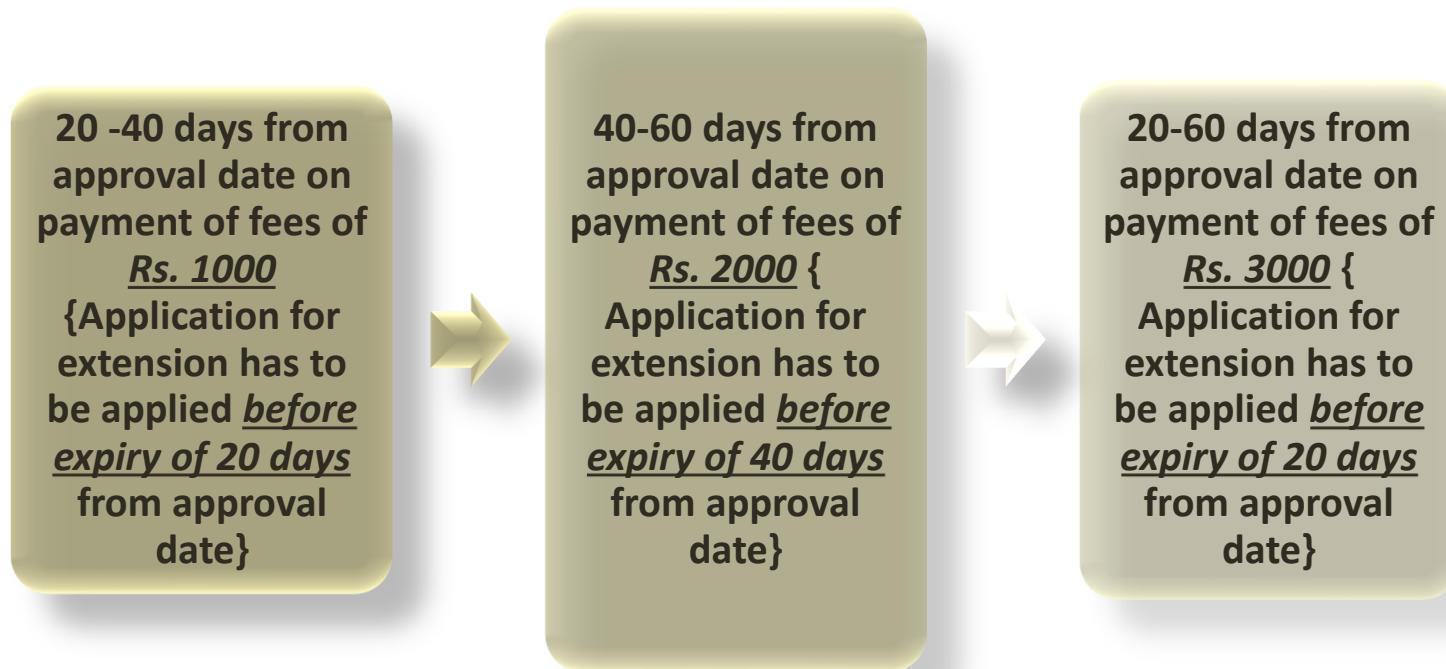 20 -40 days from
approval date on
payment of fees of
Rs. 1000
{Application for
extension has to
be applied before
expiry of 20 days
from approval
date}
40-60 days from
approval date on
payment of fees of
Rs. 2000 {
Application for
extension has to
be applied before
expiry of 40 days
from approval
date}
20-60 days from
approval date on
payment of fees of
Rs. 3000 {
Application for
extension has to
be applied before
expiry of 20 days
from approval
date}